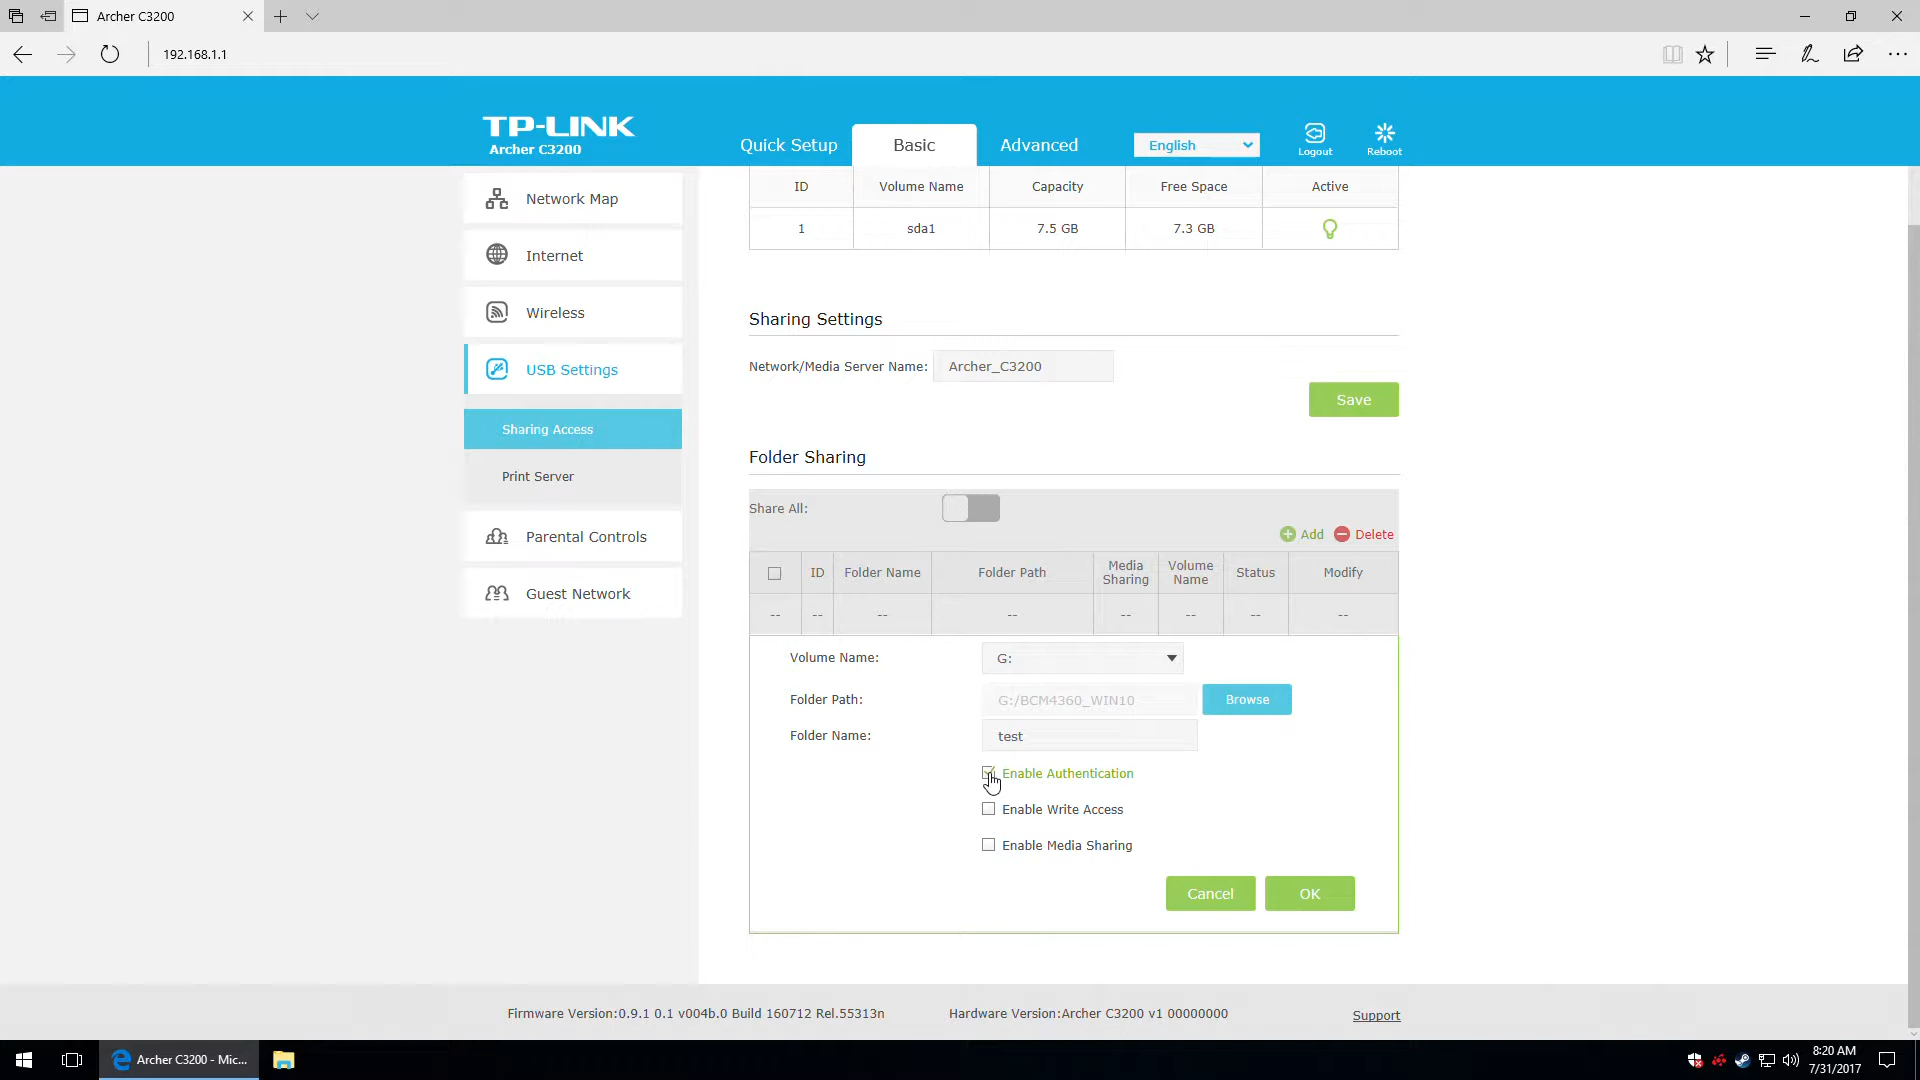 Archer C3200
192.168.1.1
TP-LINK
Archer C3200
Quick Setup
Basic
Advanced
English
Logout
Reboot
Network Map
Internet
Wireless
USB Settings
Sharing Access
Print Server
Parental Controls
Guest Network
ID Volume Name Capacity Free Space Active
1 sda1 7.5 GB 7.3 GB
Sharing Settings
Network/Media Server Name: Archer_C3200
Save
Folder Sharing
Share All:
Add Delete
ID Folder Name Folder Path Media Sharing Volume Name Status Modify
-- -- -- -- -- -- -- --
Volume Name: G:
Folder Path: G:/BCM4360_WIN10 Browse
Folder Name: test
Enable Authentication
Enable Write Access
Enable Media Sharing
Cancel OK
Firmware Version:0.9.1 0.1 v004b.0 Build 160712 Rel.55313n Hardware Version:Archer C3200 v1 00000000 Support
Archer C3200 - Mic...
8:20 AM
7/31/2017